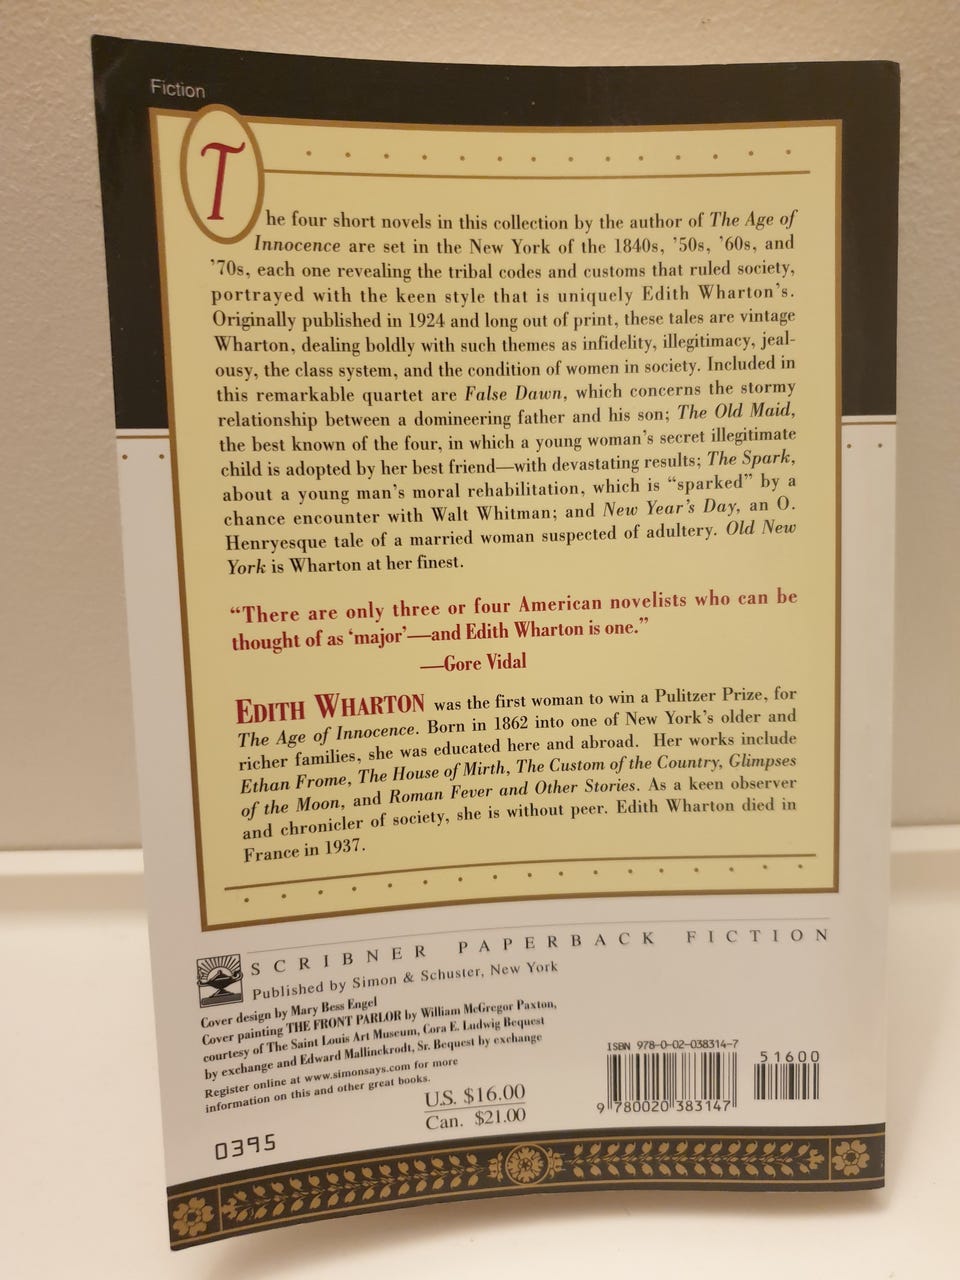 Fiction
The four short novels in this collection by the author of The Age of
Innocence are set in the New York of the 1840s, ’50s, ’60s, and
’70s, each one revealing the tribal codes and customs that ruled society,
portrayed with the keen style that is uniquely Edith Wharton’s.
Originally published in 1924 and long out of print, these tales are vintage
Wharton, dealing boldly with such themes as infidelity, illegitimacy, jeal-
ousy, the class system, and the condition of women in society. Included in
this remarkable quartet are False Dawn, which concerns the stormy
relationship between a domineering father and his son; The Old Maid,
the best known of the four, in which a young woman’s secret illegitimate
child is adopted by her best friend—with devastating results; The Spark,
about a young man’s moral rehabilitation, which is “sparked” by a
chance encounter with Walt Whitman; and New Year’s Day, an O.
Henryesque tale of a married woman suspected of adultery. Old New
York is Wharton at her finest.
“There are only three or four American novelists who can be
thought of as ‘major’—and Edith Wharton is one.”
—Gore Vidal
EDITH WHARTON was the first woman to win a Pulitzer Prize, for
The Age of Innocence. Born in 1862 into one of New York’s older and
richer families, she was educated here and abroad. Her works include
Ethan Frome, The House of Mirth, The Custom of the Country, Glimpses
of the Moon, and Roman Fever and Other Stories. As a keen observer
and chronicler of society, she is without peer. Edith Wharton died in
France in 1937.
SCRIBNER PAPERBACK FICTION
Published by Simon & Schuster, New York
Cover design by Mary Bess Engel
Cover painting THE FRONT PARLOR by William McGregor Paxton,
courtesy of The Saint Louis Art Museum, Cora E. Ludwig Bequest
by exchange and Edward Mallinckrodt, Sr. Bequest by exchange
Register online at www.simonsays.com for more
information on this and other great books.
U.S. $16.00
Can. $21.00
ISBN 978-0-02-038314-7
51600
9 780020 383147
0395